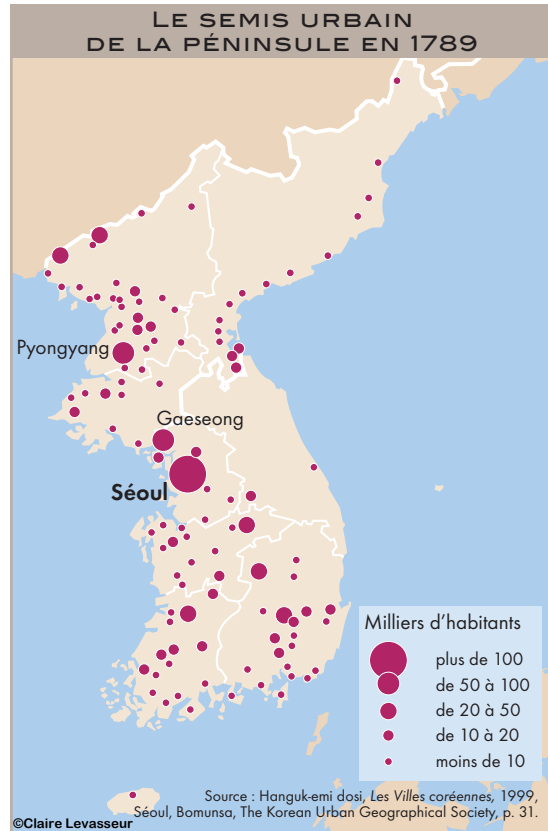 LE SEMIS URBAIN
DE LA PÉNINSULE EN 1789
Pyongyang
Gaeseong
Séoul
Milliers d'habitants
plus de 100
de 50 à 100
de 20 à 50
de 10 à 20
moins de 10
Source : Hanguk-emi dosi, Les Villes coréennes, 1999,
Séoul, Bomunsa, The Korean Urban Geographical Society, p. 31.
©Claire Levasseur